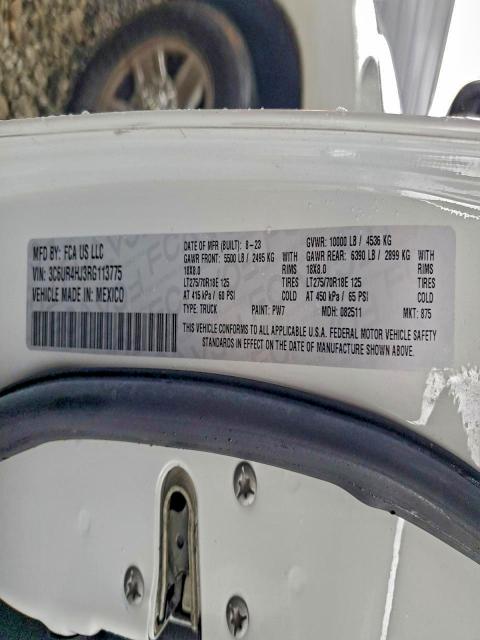 MFD BY: FCA US LLC
VIN: 3C6UR4HJ3RG113775
VEHICLE MADE IN: MEXICO
DATE OF MFR (BUILT): 8-23 GVWR: 10000 LB / 4536 KG
GAWR FRONT: 5500 LB / 2495 KG WITH GAWR REAR: 6390 LB / 2899 KG WITH
18X8.0 RIMS 18X8.0 RIMS
LT275/70R18E 125 TIRES LT275/70R18E 125 TIRES
AT 415 kPa / 60 PSI COLD AT 450 kPa / 65 PSI COLD
TYPE: TRUCK PAINT: PW7 MDH: 082511 MKT: 875
THIS VEHICLE CONFORMS TO ALL APPLICABLE U.S.A. FEDERAL MOTOR VEHICLE SAFETY
STANDARDS IN EFFECT ON THE DATE OF MANUFACTURE SHOWN ABOVE.